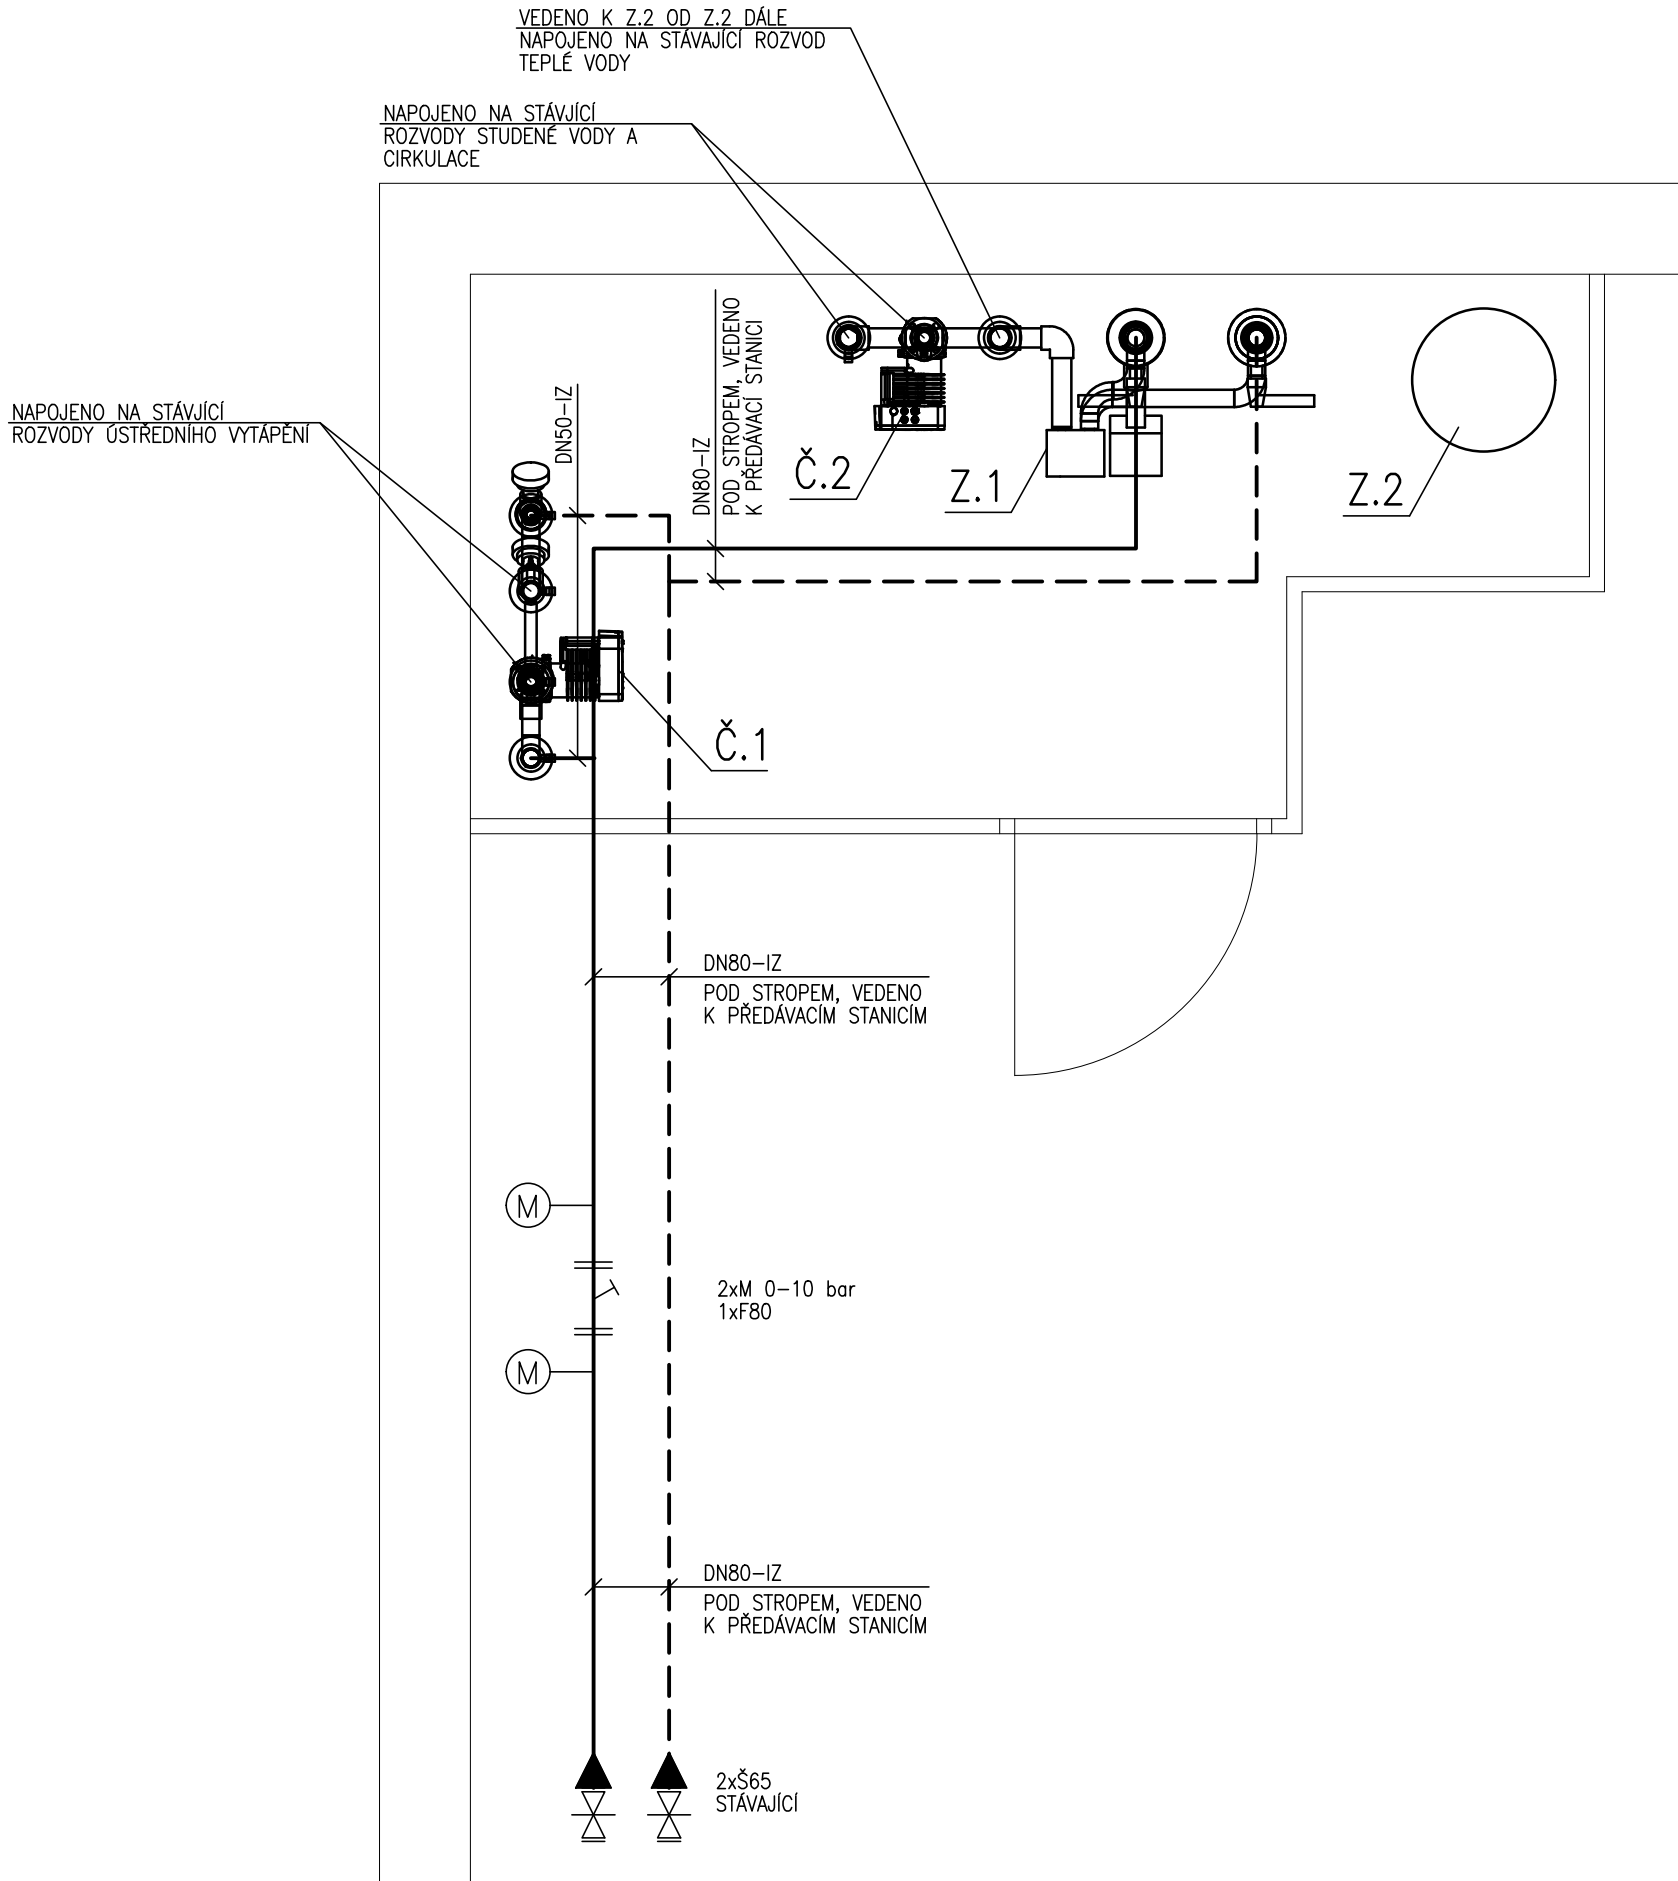 VEDENO K Z.2 OD Z.2 DÁLE
NAPOJENO NA STÁVAJÍCÍ ROZVOD
TEPLÉ VODY
NAPOJENO NA STÁVJÍCÍ
ROZVODY STUDENÉ VODY A
CIRKULACE
NAPOJENO NA STÁVJÍCÍ
ROZVODY ÚSTŘEDNÍHO VYTÁPĚNÍ
DN50-IZ
DN80-IZ
POD STROPEM, VEDENO
K PŘEDÁVACÍ STANICI
Č.2
Z.1
Z.2
Č.1
DN80-IZ
POD STROPEM, VEDENO
K PŘEDÁVACÍM STANICÍM
M
2xM 0-10 bar
1xF80
M
DN80-IZ
POD STROPEM, VEDENO
K PŘEDÁVACÍM STANICÍM
2xŠ65
STÁVAJÍCÍ